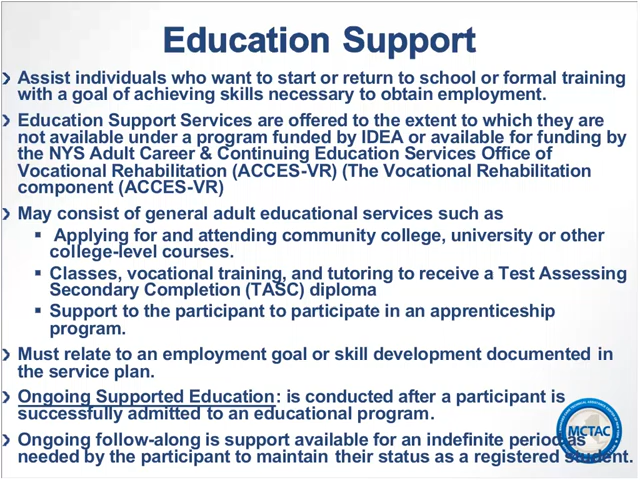 Education Support
Assist individuals who want to start or return to school or formal training
with a goal of achieving skills necessary to obtain employment.
Education Support Services are offered to the extent to which they are
not available under a program funded by IDEA or available for funding by
the NYS Adult Career & Continuing Education Services Office of
Vocational Rehabilitation (ACCES-VR) (The Vocational Rehabilitation
component (ACCES-VR)
May consist of general adult educational services such as
Applying for and attending community college, university or other
college-level courses.
Classes, vocational training, and tutoring to receive a Test Assessing
Secondary Completion (TASC) diploma
Support to the participant to participate in an apprenticeship
program.
Must relate to an employment goal or skill development documented in
the service plan.
Ongoing Supported Education: is conducted after a participant is
successfully admitted to an educational program.
Ongoing follow-along is support available for an indefinite period as
needed by the participant to maintain their status as a registered student.
MCTAC